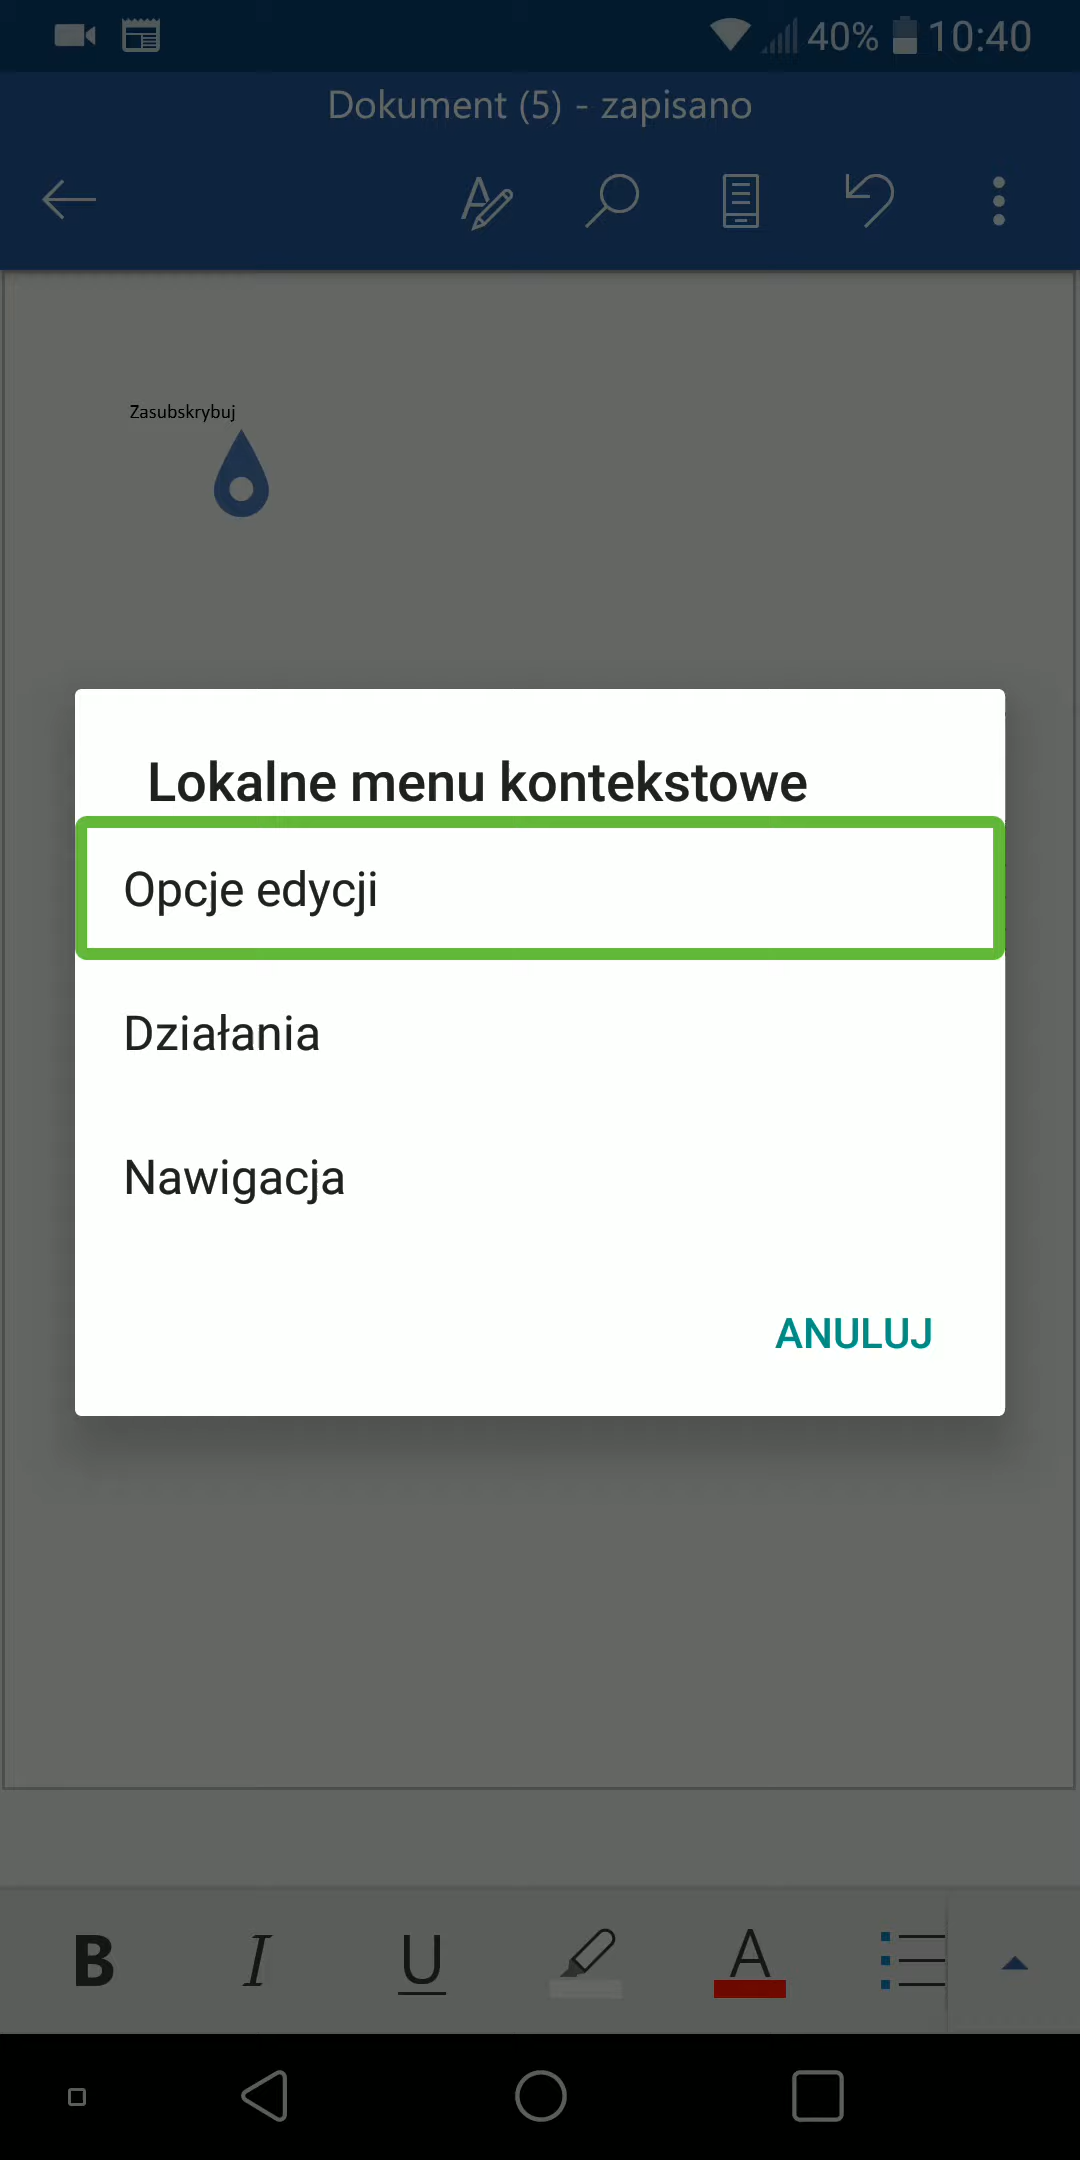 40% 10:40
Dokument (5) - zapisano
Zasubskrybuj
Lokalne menu kontekstowe
Opcje edycji
Działania
Nawigacja
ANULUJ
B I U A